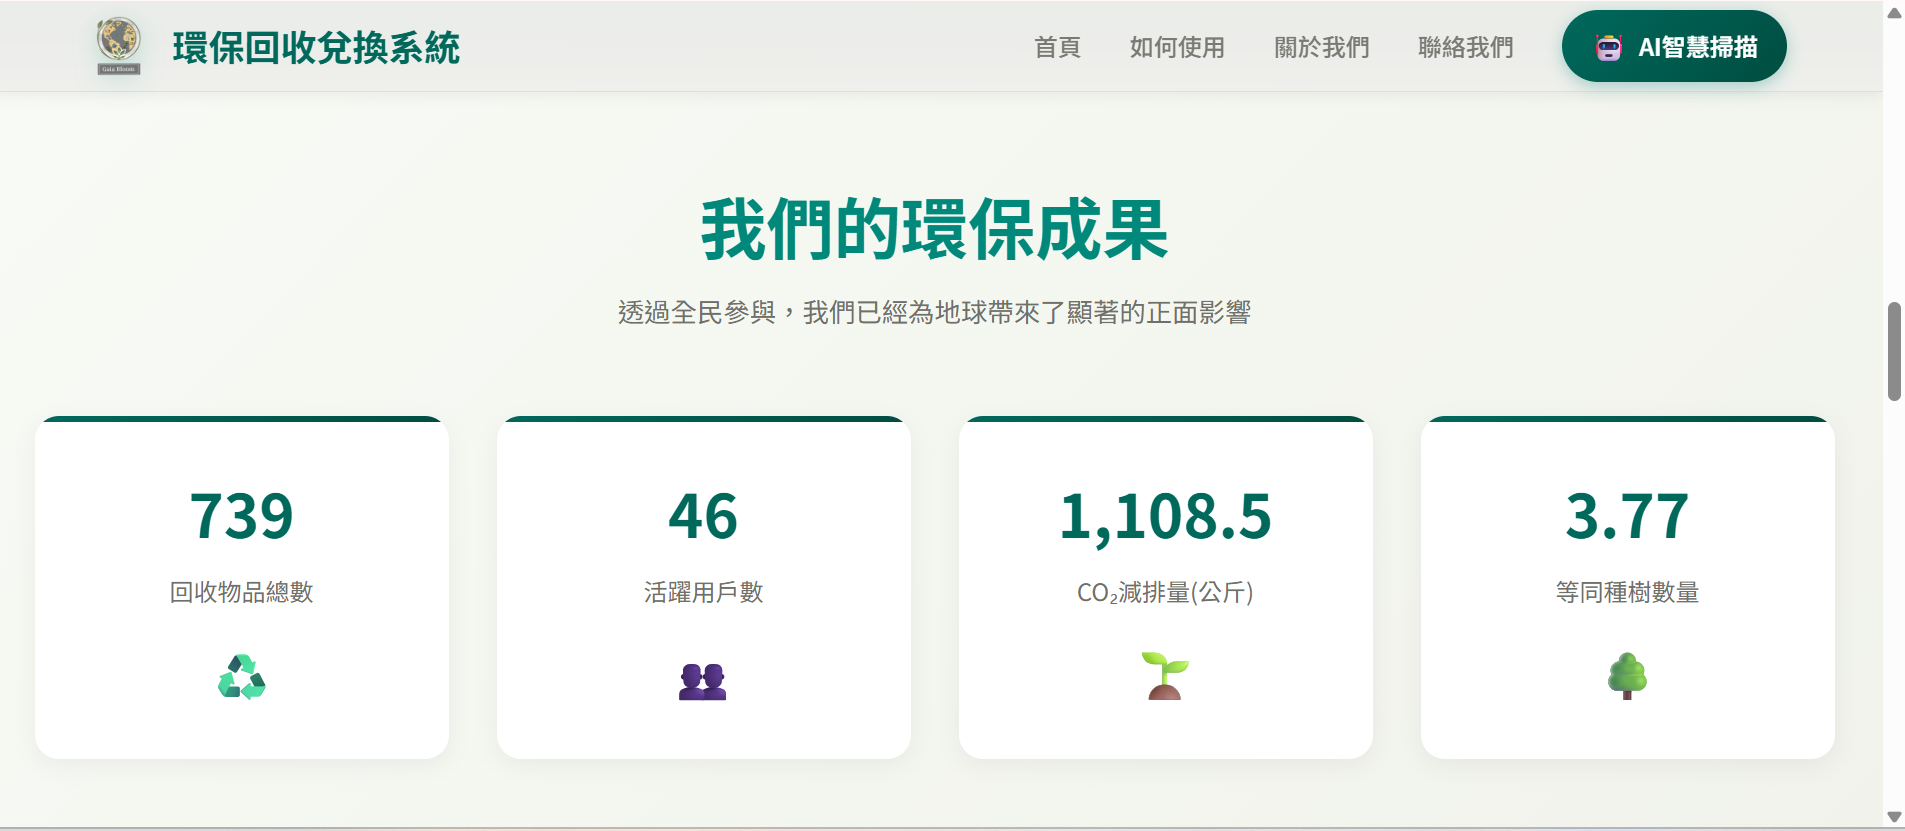 Gaia Bloom
環保回收兌換系統
首頁
如何使用
關於我們
聯絡我們
AI智慧掃描
我們的環保成果
透過全民參與，我們已經為地球帶來了顯著的正面影響
739
回收物品總數
46
活躍用戶數
1,108.5
CO₂減排量(公斤)
3.77
等同種樹數量